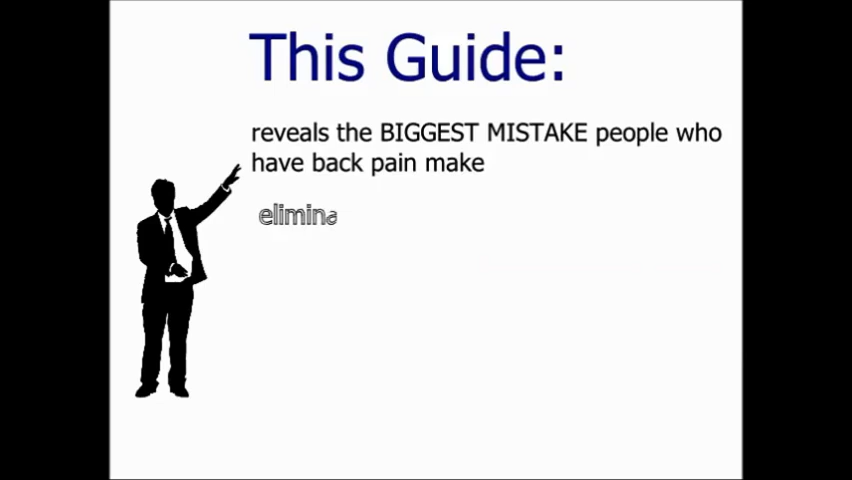 This Guide:
reveals the BIGGEST MISTAKE people who
have back pain make
elimina